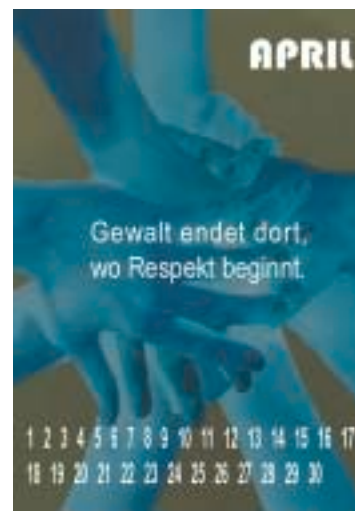 APRIL
Gewalt endet dort,
wo Respekt beginnt.
1 2 3 4 5 6 7 8 9 10 11 12 13 14 15 16 17
18 19 20 21 22 23 24 25 26 27 28 29 30